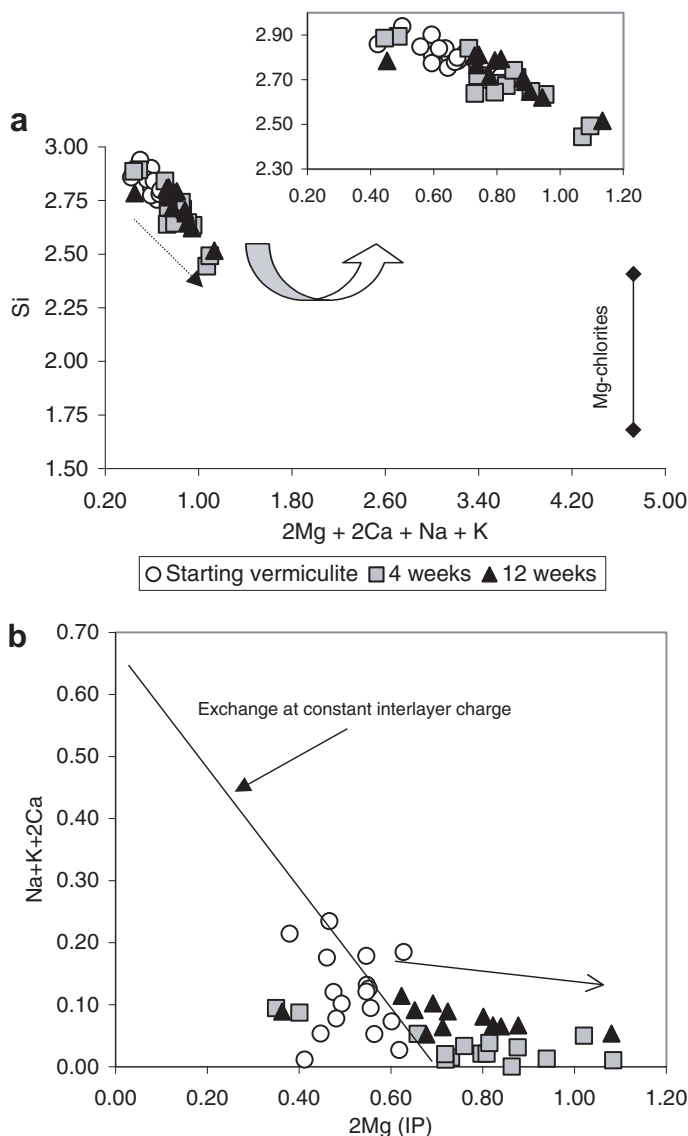 2.90
2.70
2.50
2.30
0.20 0.40 0.60 0.80 1.00 1.20
a
3.00
2.75
2.50
2.25
2.00
1.75
1.50
Si
Mg-chlorites
0.20 1.00 1.80 2.60 3.40 4.20 5.00
2Mg + 2Ca + Na + K
Starting vermiculite 4 weeks 12 weeks
b
0.70
0.60
0.50
0.40
0.30
0.20
0.10
0.00
Na+K+2Ca
Exchange at constant interlayer charge
0.00 0.20 0.40 0.60 0.80 1.00 1.20
2Mg (IP)